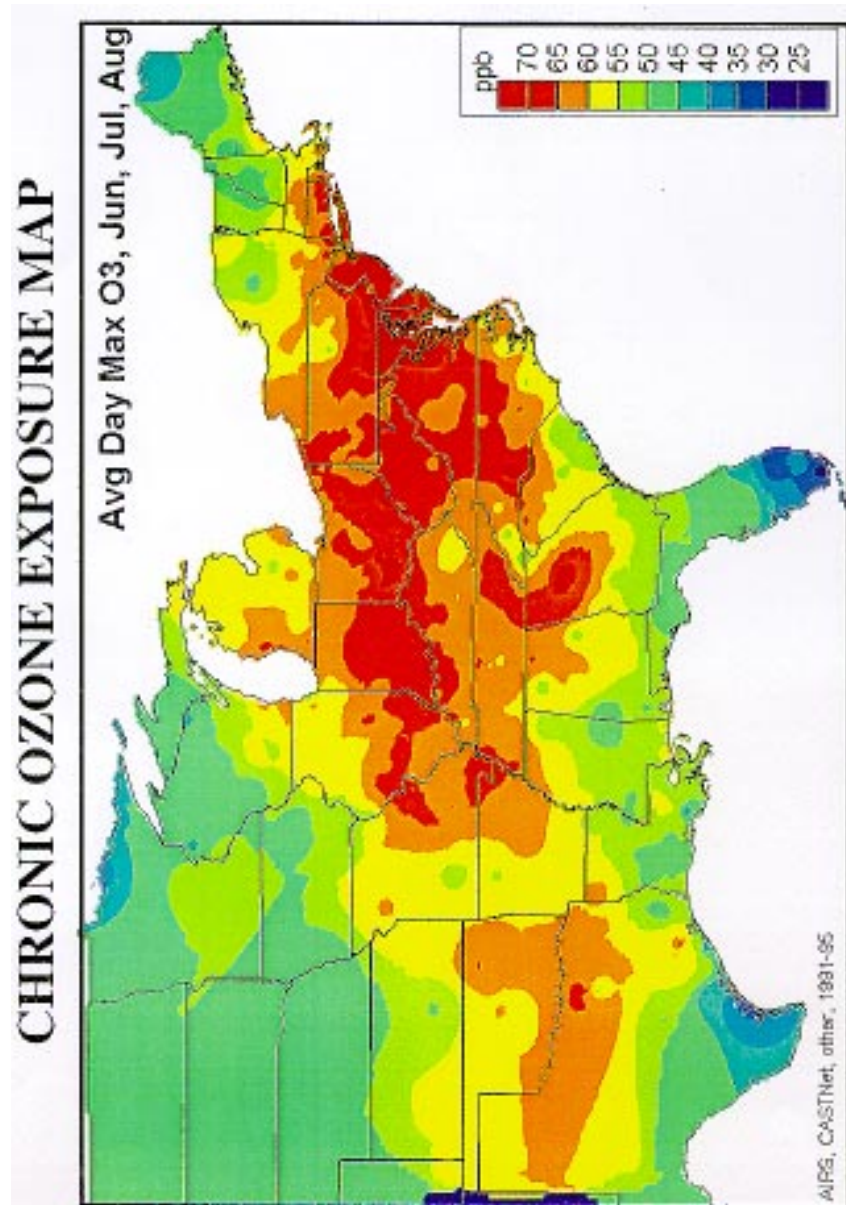 CHRONIC OZONE EXPOSURE MAP
Avg Day Max O3, Jun, Jul, Aug
ppb
70
65
60
55
50
45
40
35
30
25
AIRS, CASTNet, other, 1991-95